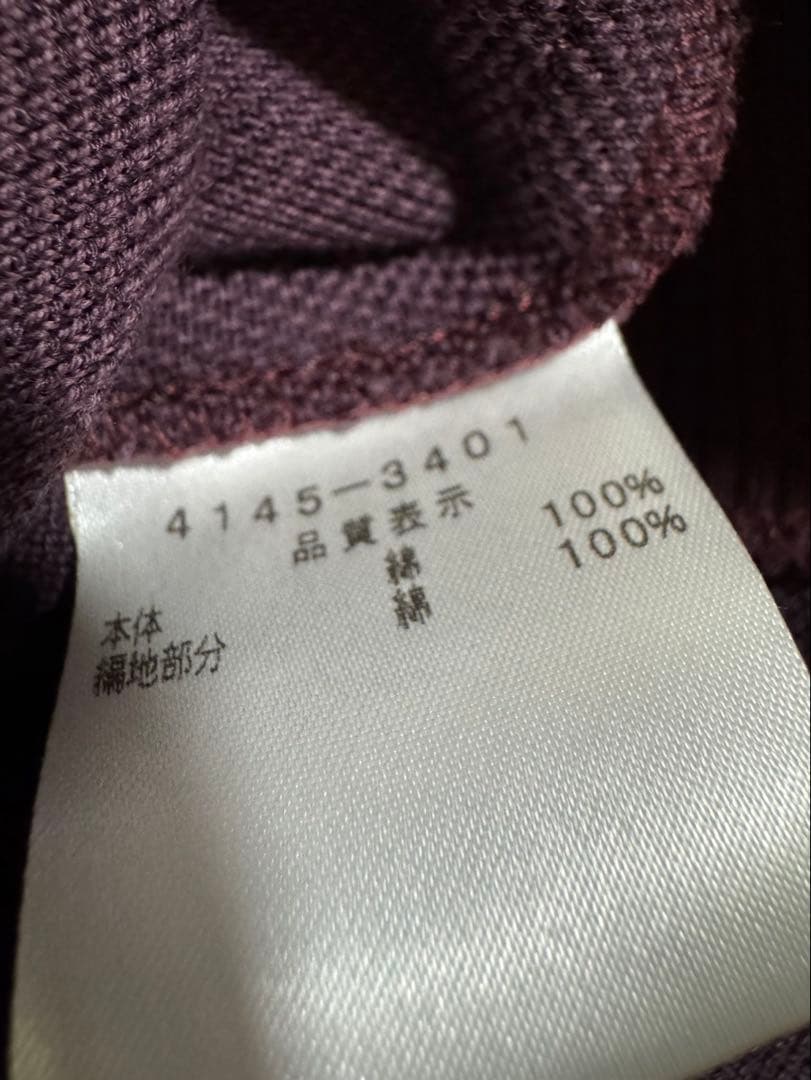 4145-3401
品質表示
本体 綿 100%
編地部分 綿 100%